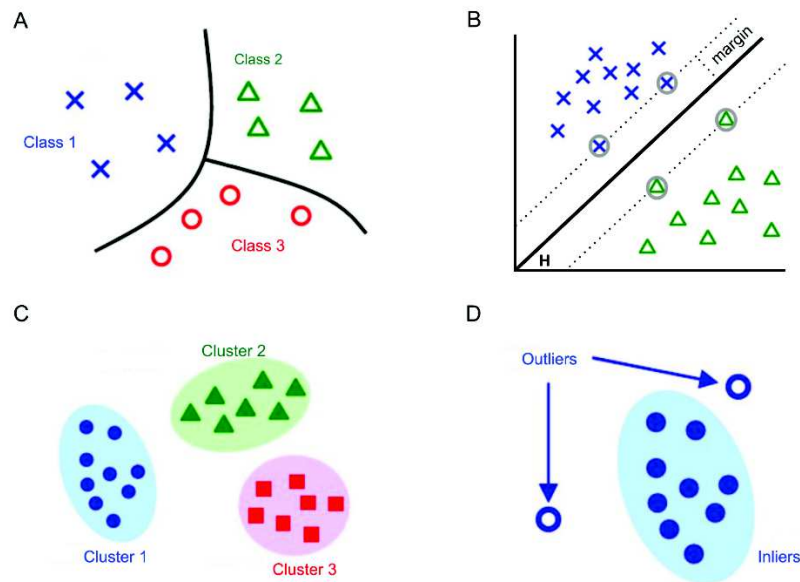 A
Class 1
Class 2
Class 3
B
margin
H
C
Cluster 1
Cluster 2
Cluster 3
D
Outliers
Inliers